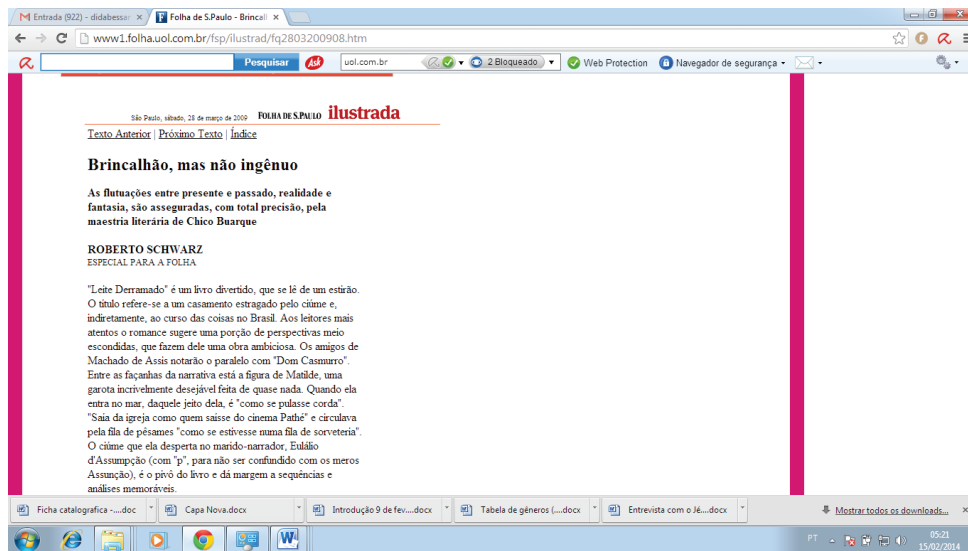 Entrada (922) - didabessar
Folha de S.Paulo - Brincall
www1.folha.uol.com.br/fsp/ilustrad/fq2803200908.htm
Pesquisar Ask uol.com.br 2 Bloqueado Web Protection Navegador de segurança
São Paulo, sábado, 28 de março de 2009 FOLHA DE S.PAULO ilustrada
Texto Anterior | Próximo Texto | Índice
Brincalhão, mas não ingênuo
As flutuações entre presente e passado, realidade e
fantasia, são asseguradas, com total precisão, pela
maestria literária de Chico Buarque
ROBERTO SCHWARZ
ESPECIAL PARA A FOLHA
"Leite Derramado" é um livro divertido, que se lê de um estirão.
O título refere-se a um casamento estragado pelo ciúme e,
indiretamente, ao curso das coisas no Brasil. Aos leitores mais
atentos o romance sugere uma porção de perspectivas meio
escondidas, que fazem dele uma obra ambiciosa. Os amigos de
Machado de Assis notarão o paralelo com "Dom Casmurro".
Entre as façanhas da narrativa está a figura de Matilde, uma
garota incrivelmente desejável feita de quase nada. Quando ela
entra no mar, daquele jeito dela, é "como se pulasse corda".
"Saía da igreja como quem saísse do cinema Pathé" e circulava
pela fila de pêsames "como se estivesse numa fila de sorveteria".
O ciúme que ela desperta no marido-narrador, Eulálio
d'Assumpção (com "p", para não ser confundido com os meros
Assunção), é o pivô do livro e dá margem a sequências e
análises memoráveis.
Ficha catalografica -....doc Capa Nova.docx Introdução 9 de fev....docx Tabela de gêneros (....docx Entrevista com o Jé....docx Mostrar todos os downloads...
PT 05:21
15/02/2014